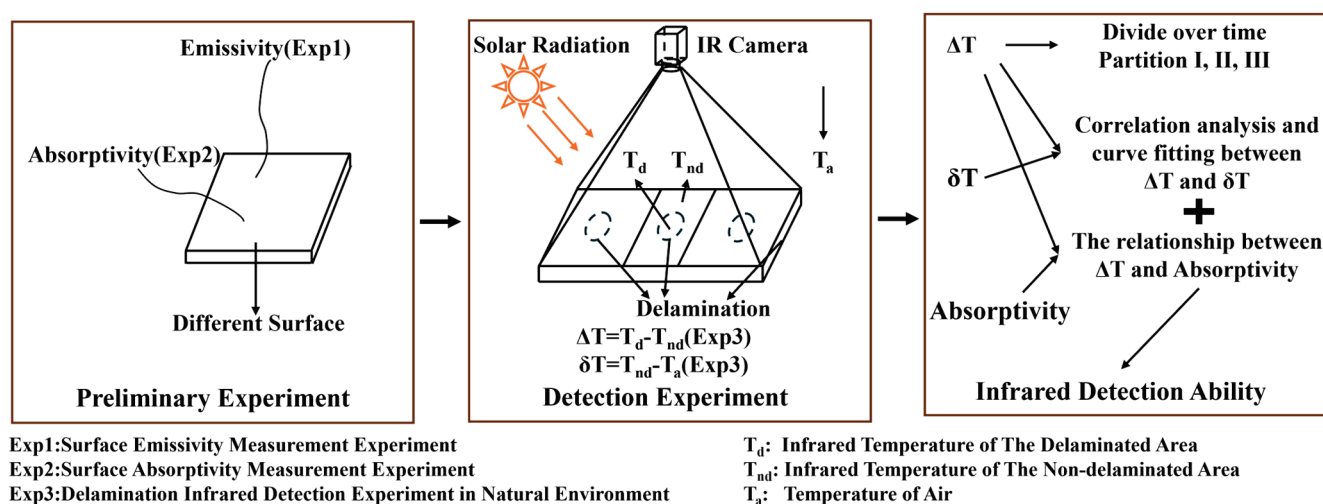 Emissivity(Exp1)
Absorptivity(Exp2)
Different Surface
Preliminary Experiment
Solar Radiation
IR Camera
Td
Tnd
Ta
Delamination
ΔT=Td-Tnd(Exp3)
δT=Tnd-Ta(Exp3)
Detection Experiment
ΔT
Divide over time
Partition I, II, III
δT
Correlation analysis and
curve fitting between
ΔT and δT
+
The relationship between
ΔT and Absorptivity
Absorptivity
Infrared Detection Ability
Exp1:Surface Emissivity Measurement Experiment
Exp2:Surface Absorptivity Measurement Experiment
Exp3:Delamination Infrared Detection Experiment in Natural Environment
Td: Infrared Temperature of The Delaminated Area
Tnd: Infrared Temperature of The Non-delaminated Area
Ta: Temperature of Air